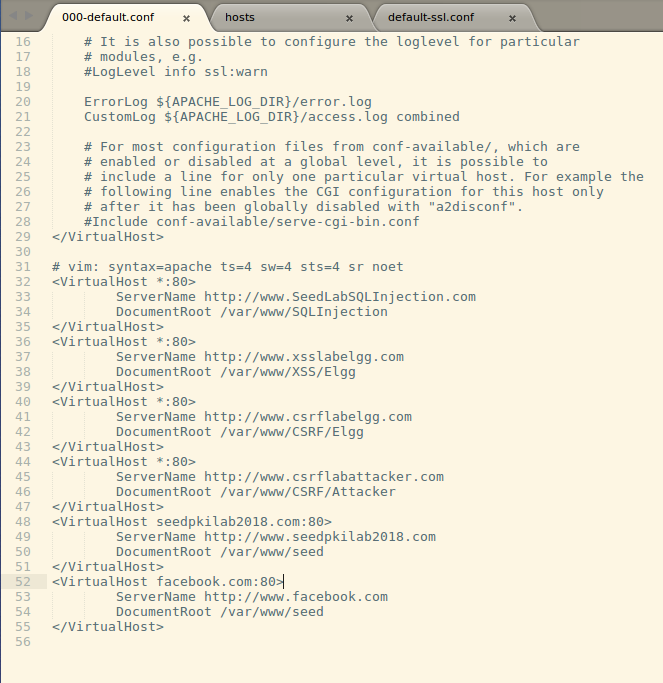 000-default.conf × hosts × default-ssl.conf ×
16 # It is also possible to configure the loglevel for particular
17 # modules, e.g.
18 #LogLevel info ssl:warn
19
20 ErrorLog ${APACHE_LOG_DIR}/error.log
21 CustomLog ${APACHE_LOG_DIR}/access.log combined
22
23 # For most configuration files from conf-available/, which are
24 # enabled or disabled at a global level, it is possible to
25 # include a line for only one particular virtual host. For example the
26 # following line enables the CGI configuration for this host only
27 # after it has been globally disabled with "a2disconf".
28 #Include conf-available/serve-cgi-bin.conf
29 </VirtualHost>
30
31 # vim: syntax=apache ts=4 sw=4 sts=4 sr noet
32 <VirtualHost *:80>
33 ServerName http://www.SeedLabSQLInjection.com
34 DocumentRoot /var/www/SQLInjection
35 </VirtualHost>
36 <VirtualHost *:80>
37 ServerName http://www.xsslabelgg.com
38 DocumentRoot /var/www/XSS/Elgg
39 </VirtualHost>
40 <VirtualHost *:80>
41 ServerName http://www.csrflabelgg.com
42 DocumentRoot /var/www/CSRF/Elgg
43 </VirtualHost>
44 <VirtualHost *:80>
45 ServerName http://www.csrflabattacker.com
46 DocumentRoot /var/www/CSRF/Attacker
47 </VirtualHost>
48 <VirtualHost seedpkilab2018.com:80>
49 ServerName http://www.seedpkilab2018.com
50 DocumentRoot /var/www/seed
51 </VirtualHost>
52 <VirtualHost facebook.com:80>
53 ServerName http://www.facebook.com
54 DocumentRoot /var/www/seed
55 </VirtualHost>
56